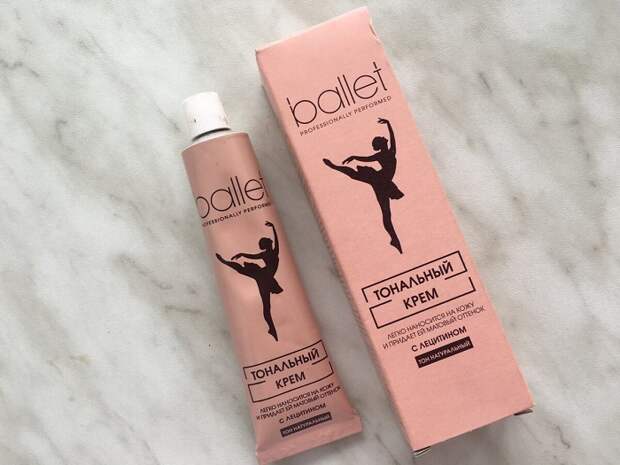 ballet
PROFESSIONALLY PERFORMED
ТОНАЛЬНЫЙ
КРЕМ
ЛЕГКО НАНОСИТСЯ НА КОЖУ
И ПРИДАЕТ ЕЙ МАТОВЫЙ ОТТЕНОК
С ЛЕЦИТИНОМ
ТОН НАТУРАЛЬНЫЙ
ballet
PROFESSIONALLY PERFORMED
ТОНАЛЬНЫЙ
КРЕМ
ЛЕГКО НАНОСИТСЯ НА КОЖУ
И ПРИДАЕТ ЕЙ МАТОВЫЙ ОТТЕНОК
С ЛЕЦИТИНОМ
ТОН НАТУРАЛЬНЫЙ